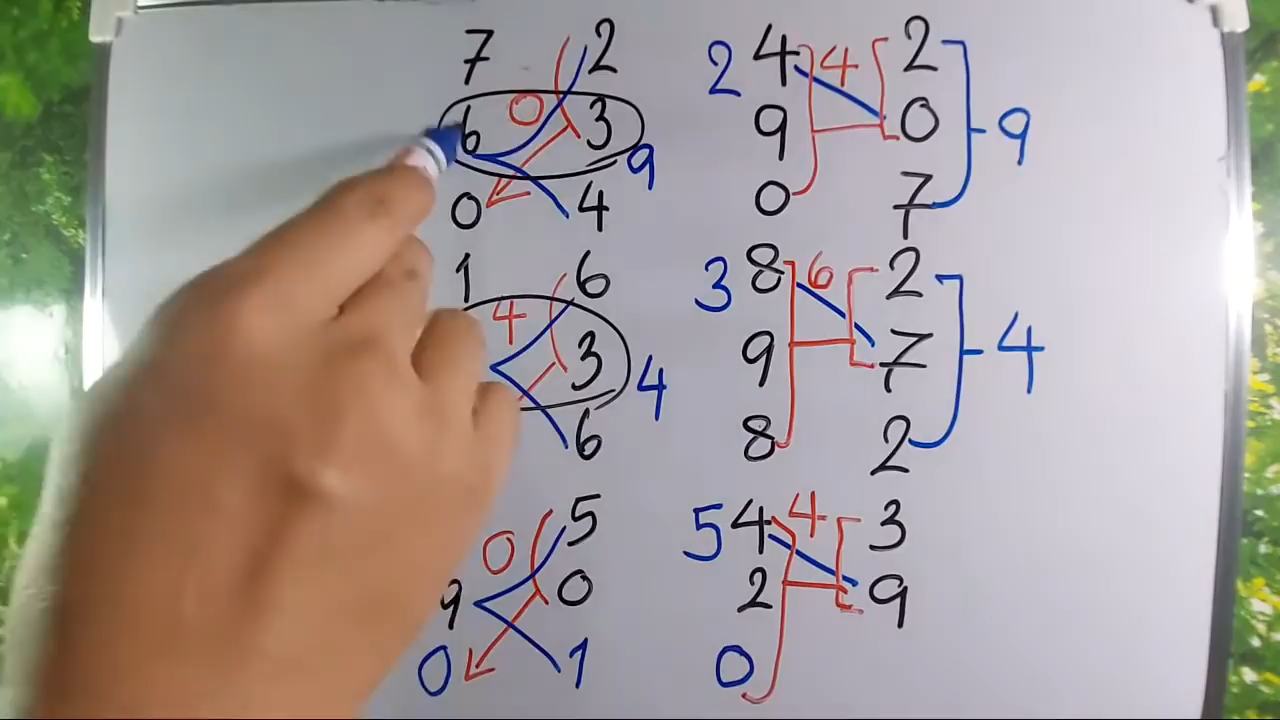 7 2 2 4 4 2
6 0 3 9 9 0 9
0 4 0 7
1 6 3 8 6 2
4 3 4 9 7 4
6 8 2
0 5 5 4 4 3
9 0 2 9
0 1 0